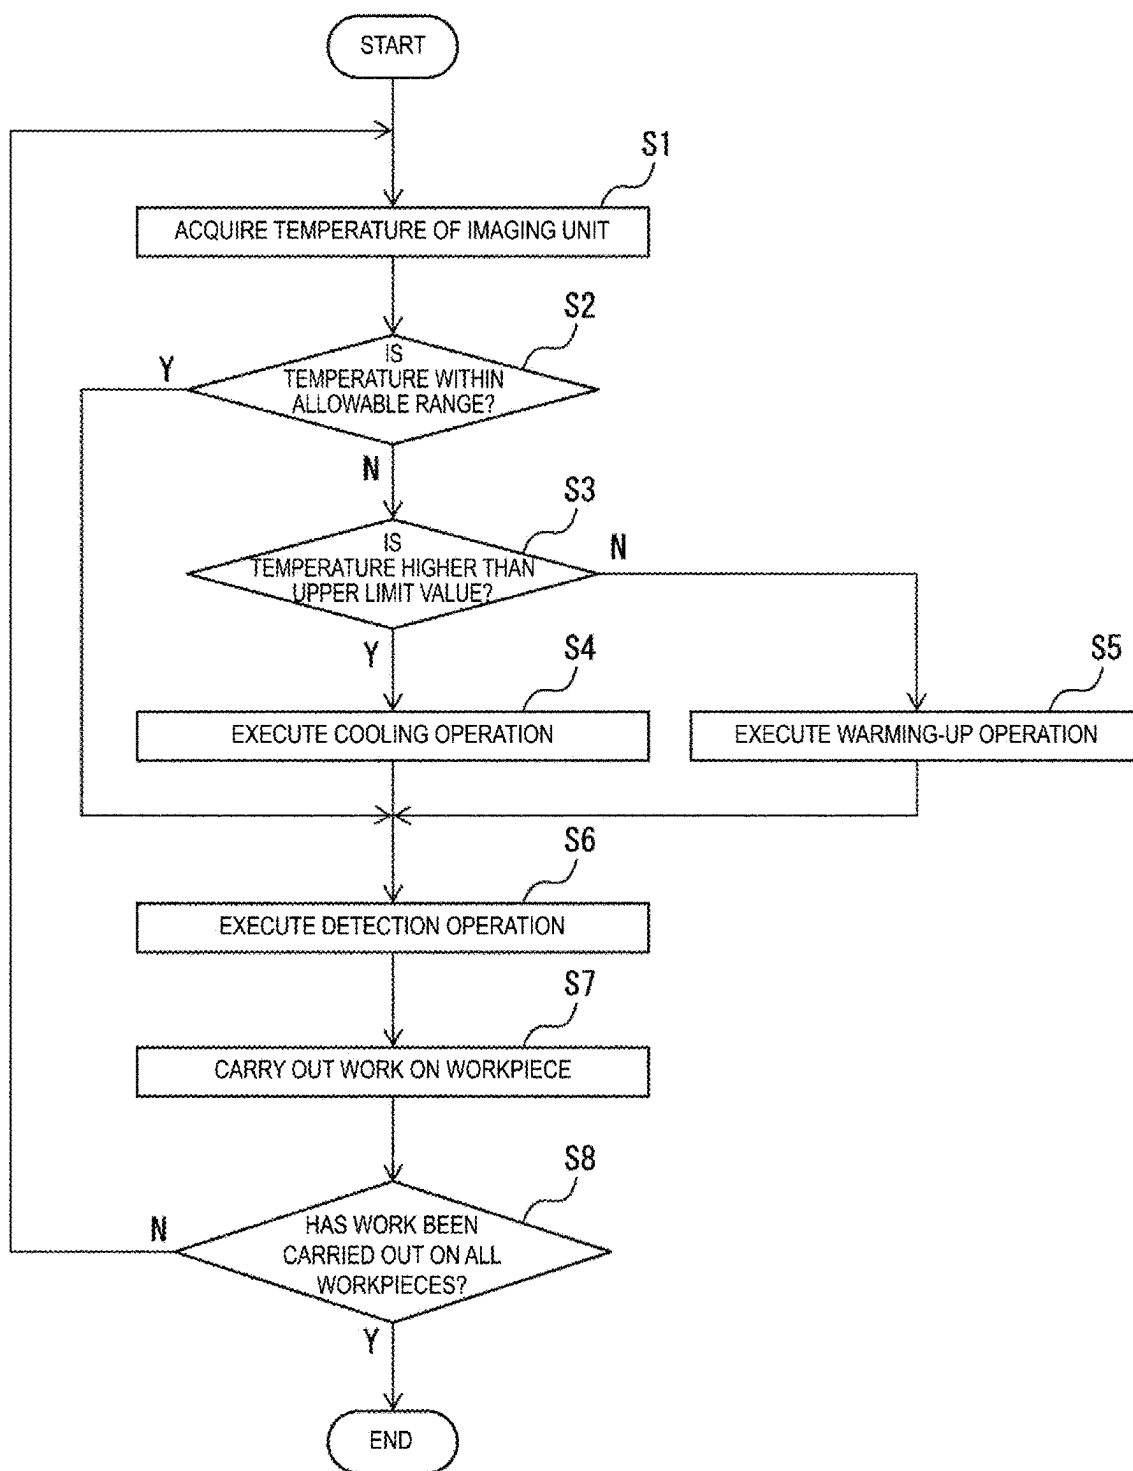 START
S1
ACQUIRE TEMPERATURE OF IMAGING UNIT
S2
Y
IS
TEMPERATURE WITHIN
ALLOWABLE RANGE?
N
S3
IS
TEMPERATURE HIGHER THAN
UPPER LIMIT VALUE?
N
Y
S4
S5
EXECUTE COOLING OPERATION
EXECUTE WARMING-UP OPERATION
S6
EXECUTE DETECTION OPERATION
S7
CARRY OUT WORK ON WORKPIECE
S8
N
HAS WORK BEEN
CARRIED OUT ON ALL
WORKPIECES?
Y
END